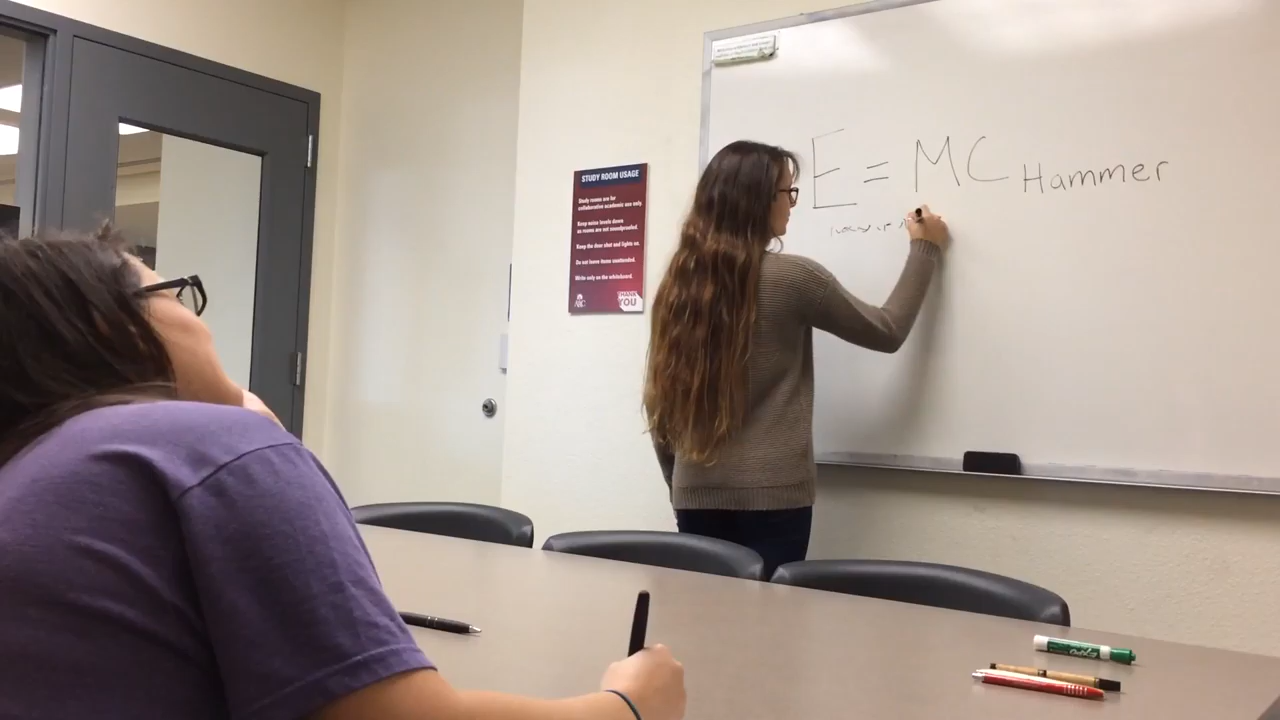 STUDY ROOM USAGE
Study rooms are for
collaborative academic use only.
Keep noise levels down
as rooms are not soundproofed.
Keep the door shut and lights on.
Do not leave items unattended.
Write only on the whiteboard.
THANK
YOU
E = MC Hammer